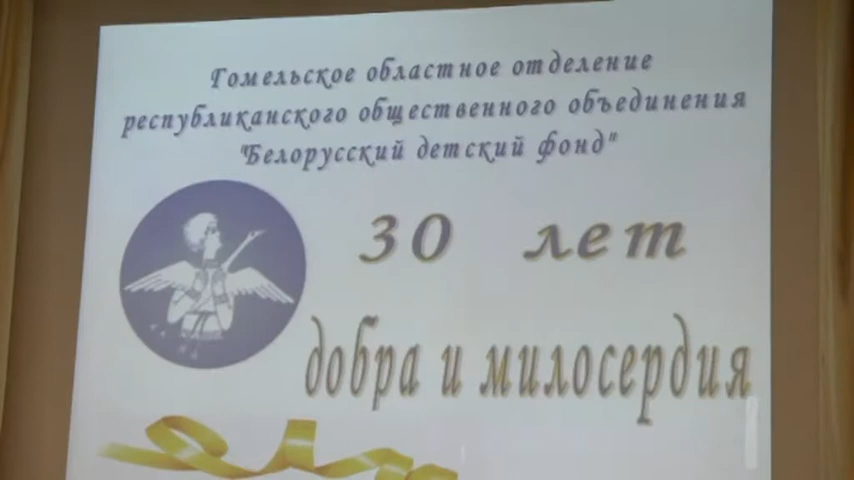 Гомельское областное отделение
республиканского общественного объединения
"Белорусский детский фонд"
30 лет
добра и милосердия